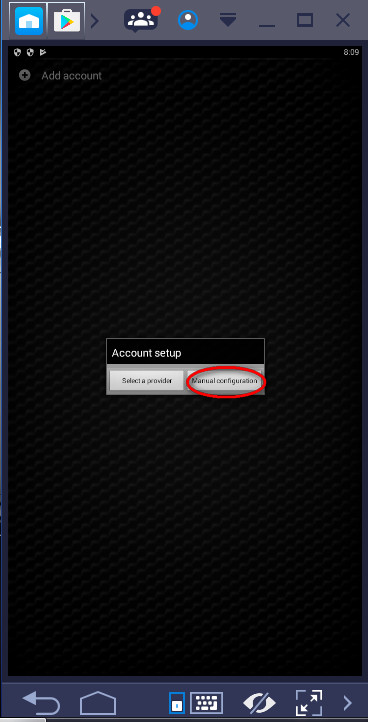 8:09
Add account
Account setup
Select a provider
Manual configuration